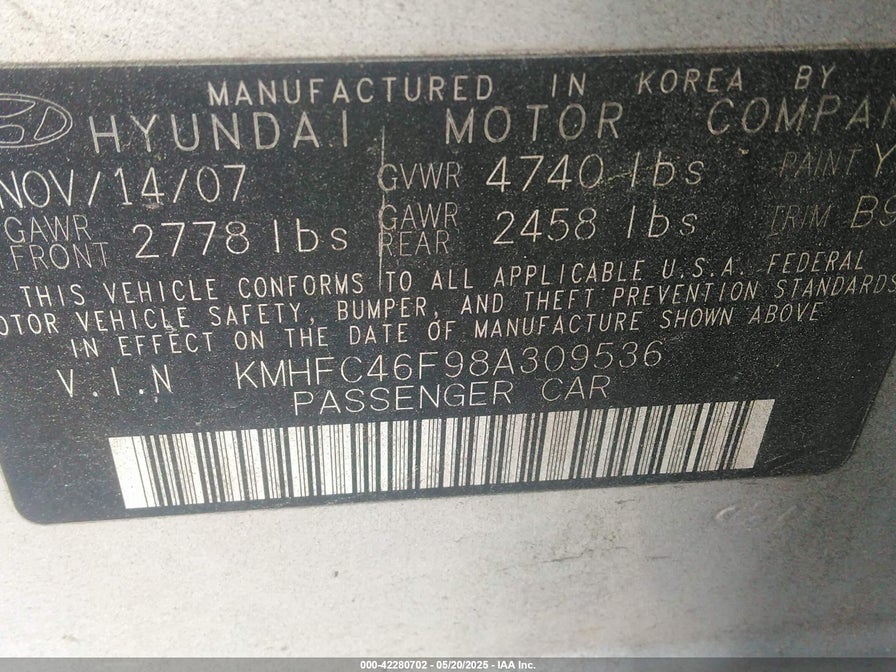 MANUFACTURED IN KOREA BY
HYUNDAI MOTOR COMPA
NOV/14/07 GVWR 4740 lbs PAINT Y
GAWR FRONT 2778 lbs GAWR REAR 2458 lbs TRIM
THIS VEHICLE CONFORMS TO ALL APPLICABLE U.S.A. FEDERAL
OTOR VEHICLE SAFETY, BUMPER, AND THEFT PREVENTION STANDARDS
IN EFFECT ON THE DATE OF MANUFACTURE SHOWN ABOVE
V.I.N KMHFC46F98A309536
PASSENGER CAR
000-42280702 — 05/20/2025 — IAA Inc.